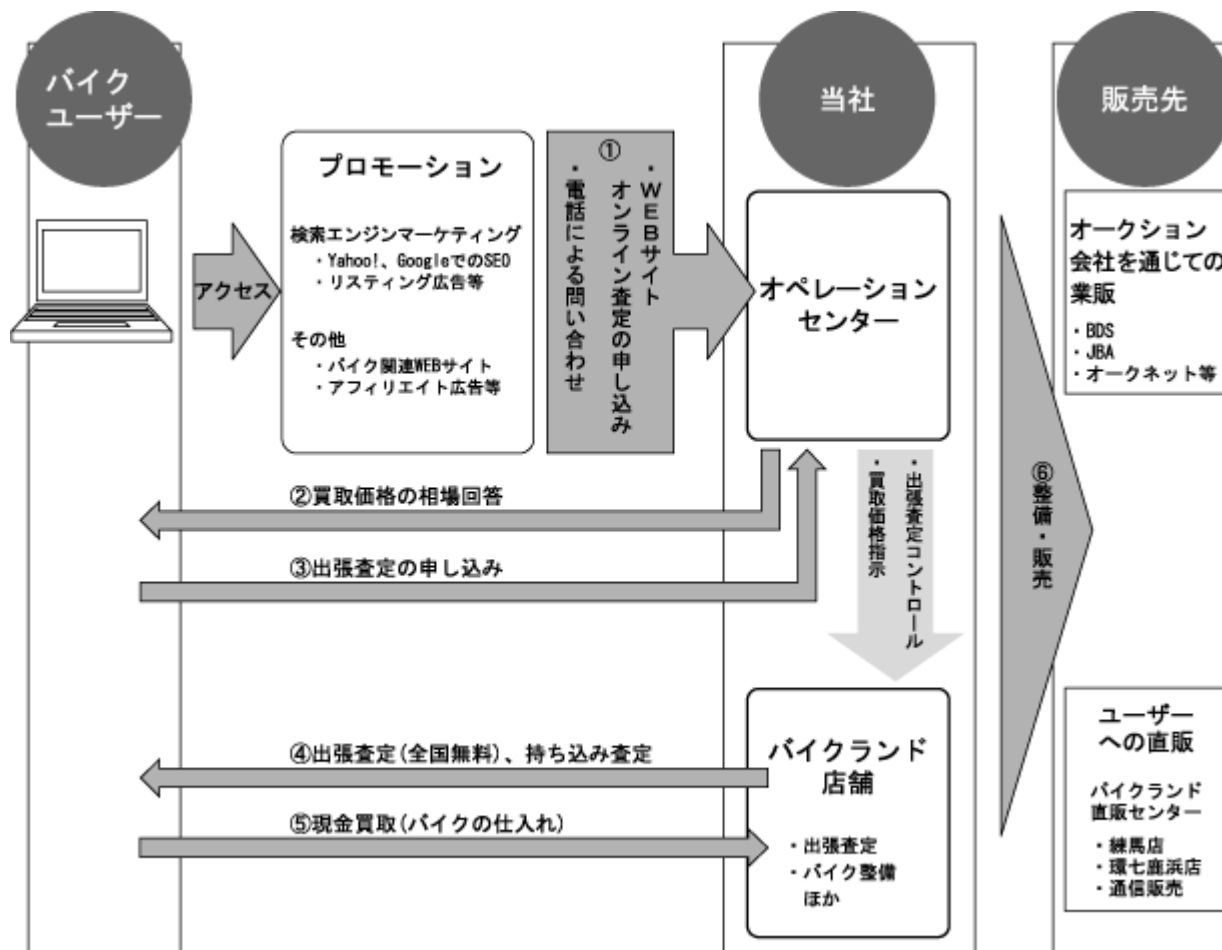 バイク
ユーザー
当社
販売先
アクセス
プロモーション
検索エンジンマーケティング
・Yahoo!、GoogleでのSEO
・リスティング広告等
その他
・バイク関連WEBサイト
・アフィリエイト広告等
①
・WEBサイト
オンライン査定の申し込み
・電話による問い合わせ
オペレーション
センター
オークション
会社を通じての
業販
・BDS
・JBA
・オークネット等
②買取価格の相場回答
③出張査定の申し込み
・出張査定コントロール
・買取価格指示
⑥整備・販売
④出張査定(全国無料)、持ち込み査定
⑤現金買取(バイクの仕入れ)
バイクランド
店舗
・出張査定
・バイク整備
ほか
ユーザー
への直販
バイクランド
直販センター
・練馬店
・環七鹿浜店
・通信販売